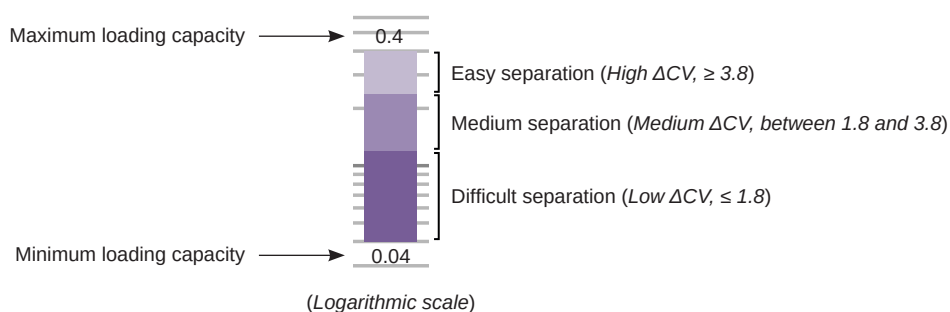 Maximum loading capacity
0.4
Easy separation (High ΔCV, ≥ 3.8)
Medium separation (Medium ΔCV, between 1.8 and 3.8)
Difficult separation (Low ΔCV, ≤ 1.8)
Minimum loading capacity
0.04
(Logarithmic scale)